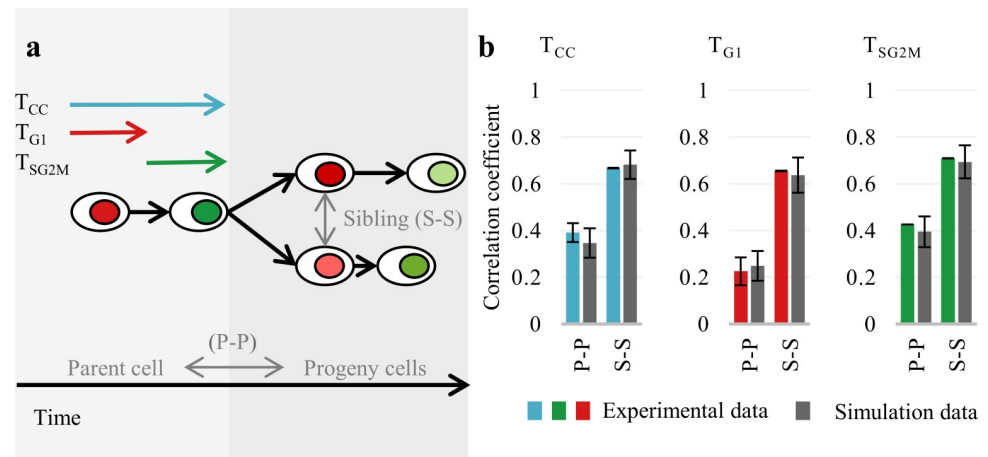 a
T_CC
T_G1
T_SG2M
Sibling (S-S)
(P-P)
Parent cell
Progeny cells
Time
b
T_CC
T_G1
T_SG2M
Correlation coefficient
1
0.8
0.6
0.4
0.2
0
P-P
S-S
1
0.8
0.6
0.4
0.2
0
P-P
S-S
1
0.8
0.6
0.4
0.2
0
P-P
S-S
Experimental data
Simulation data